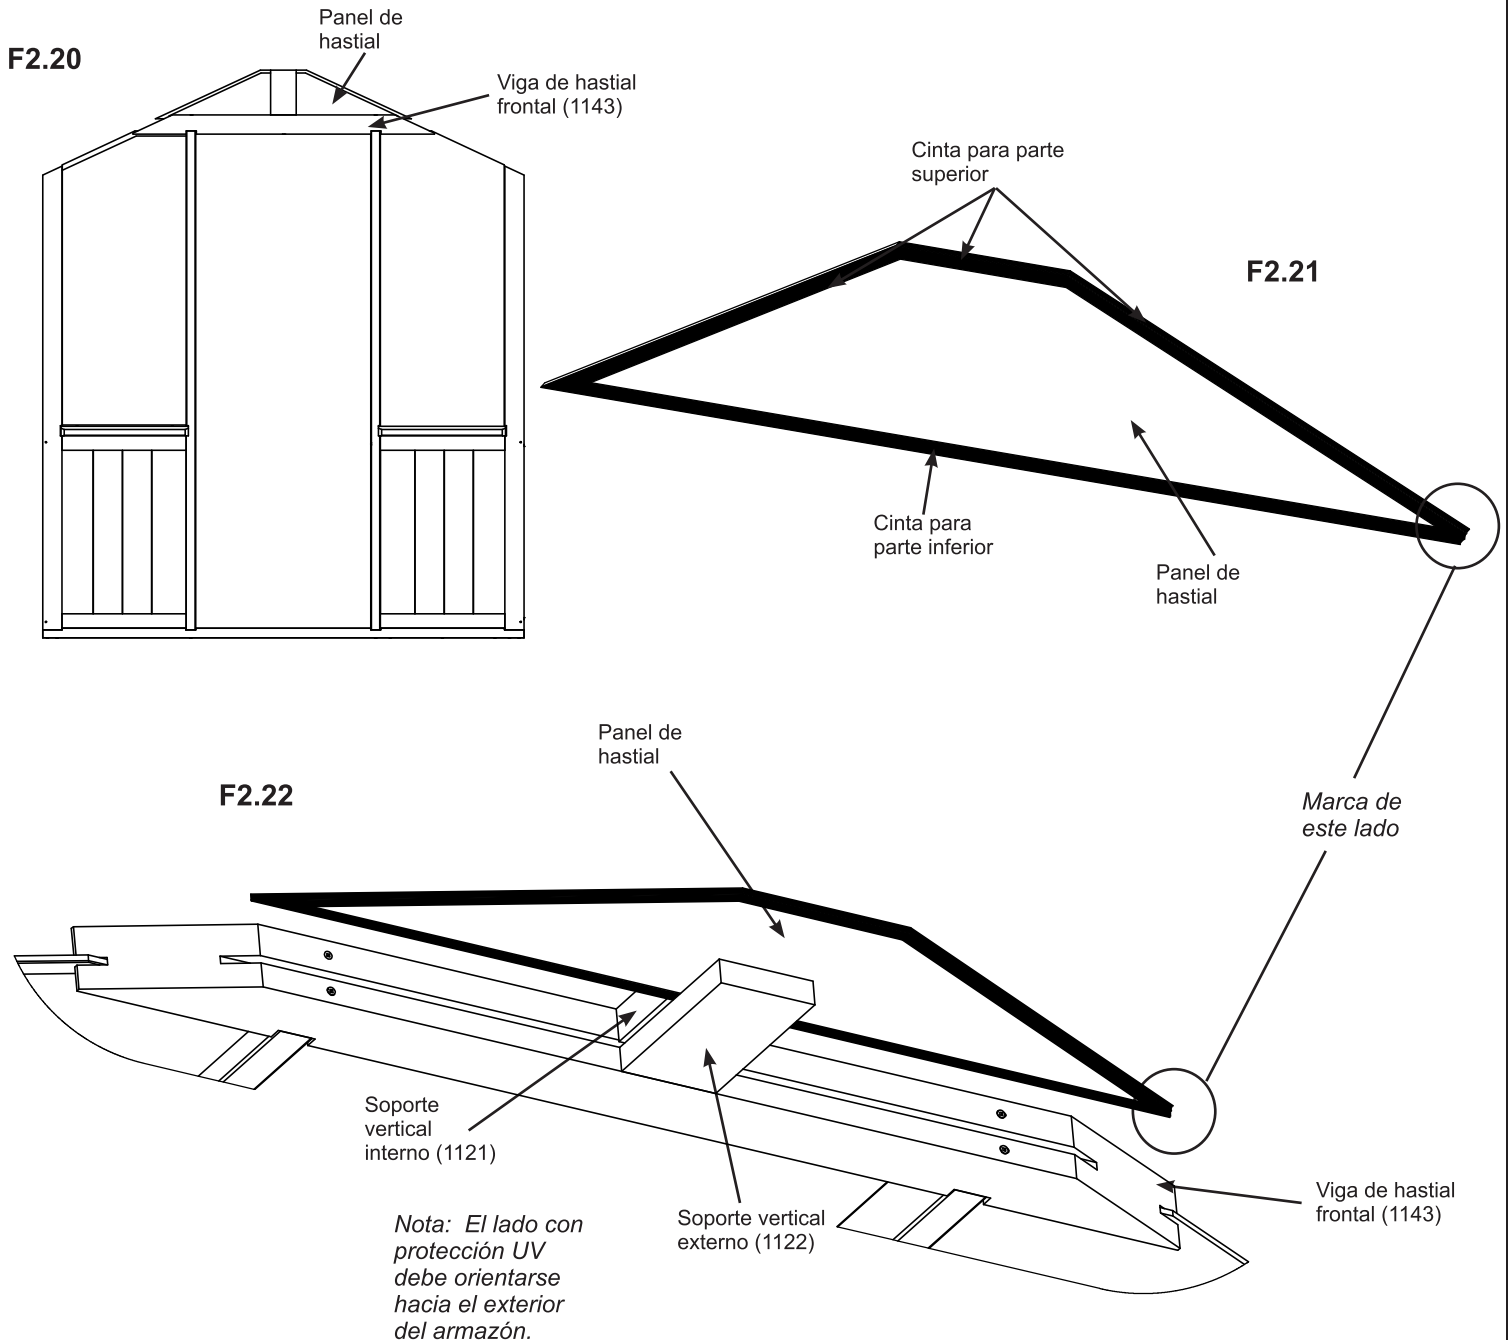 F2.20
Panel de
hastial
Viga de hastial
frontal (1143)
Cinta para parte
superior
F2.21
Cinta para
parte inferior
Panel de
hastial
Marca de
este lado
F2.22
Panel de
hastial
Soporte
vertical
interno (1121)
Nota: El lado con
protección UV
debe orientarse
hacia el exterior
del armazón.
Soporte vertical
externo (1122)
Viga de hastial
frontal (1143)